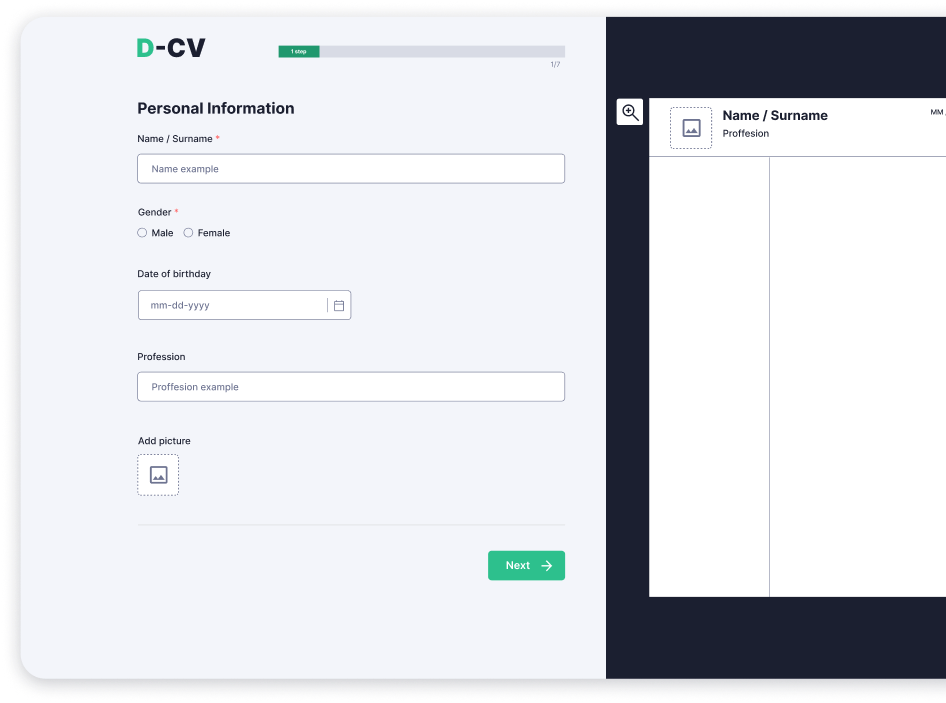 D-CV
1 step
1/7
Personal Information
Name / Surname *
Name example
Gender *
Male Female
Date of birthday
mm-dd-yyyy
Profession
Proffesion example
Add picture
Next
Name / Surname
Proffesion
MM /